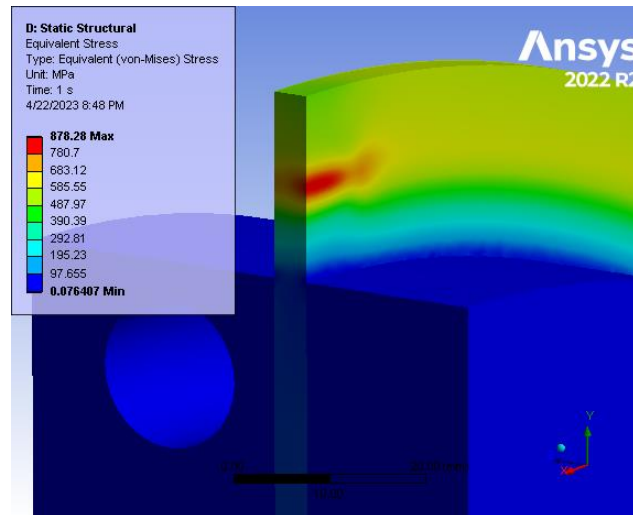 D: Static Structural
Equivalent Stress
Type: Equivalent (von-Mises) Stress
Unit: MPa
Time: 1 s
4/22/2023 8:48 PM
878.28 Max
780.7
683.12
585.55
487.97
390.39
292.81
195.23
97.655
0.076407 Min
Ansys
2022 R2
Y
X